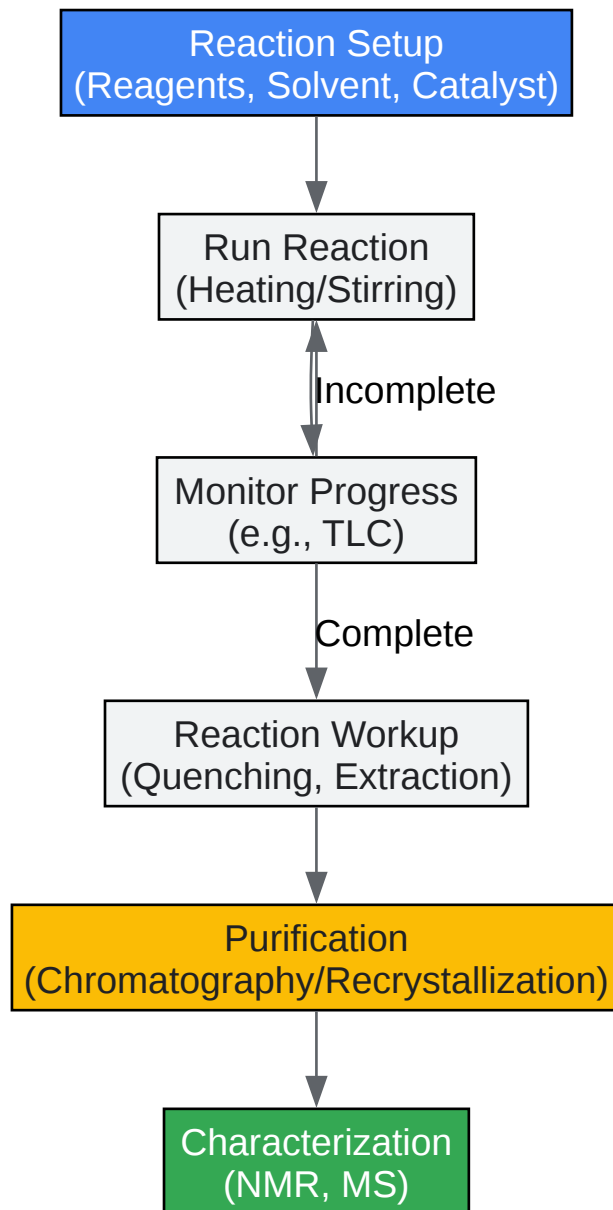 Reaction Setup
(Reagents, Solvent, Catalyst)
Run Reaction
(Heating/Stirring)
Incomplete
Monitor Progress
(e.g., TLC)
Complete
Reaction Workup
(Quenching, Extraction)
Purification
(Chromatography/Recrystallization)
Characterization
(NMR, MS)